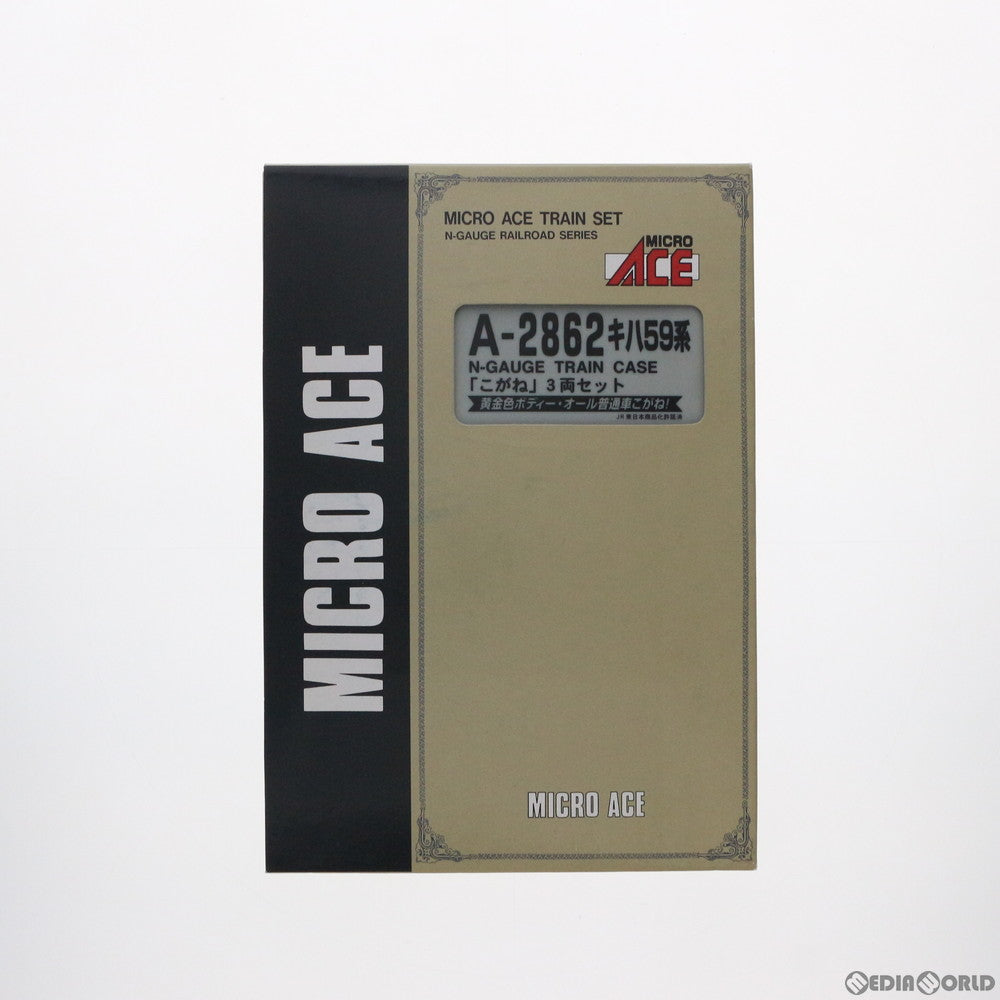 MICRO ACE
MICRO ACE TRAIN SET
N-GAUGE RAILROAD SERIES
MICRO
ACE
A-2862キハ59系
N-GAUGE TRAIN CASE
「こがね」3両セット
黄金色ボディー・オール普通車こがね!
JR東日本商品化許諾済
MICRO ACE
MEDIAWORLD